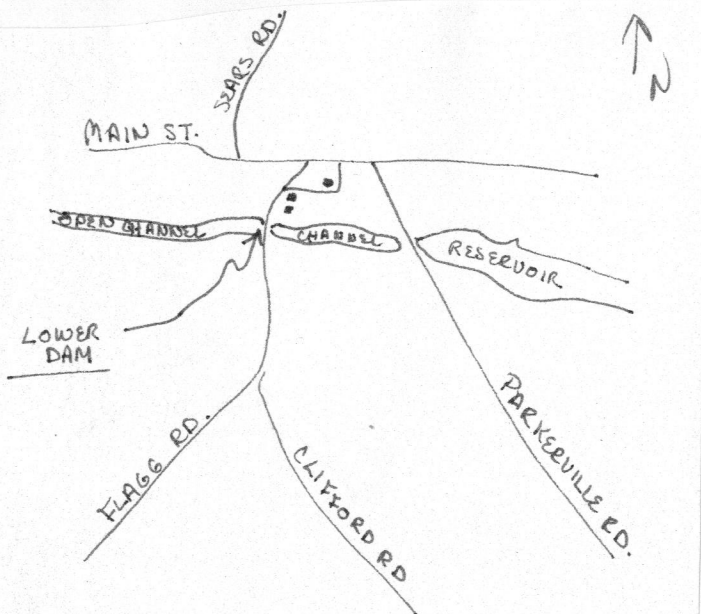 SEARS RD.
N
MAIN ST.
OPEN CHANNEL
CHANNEL
RESERVOIR
LOWER
DAM
FLAGG RD.
CLIFFORD RD
PARKERVILLE RD.